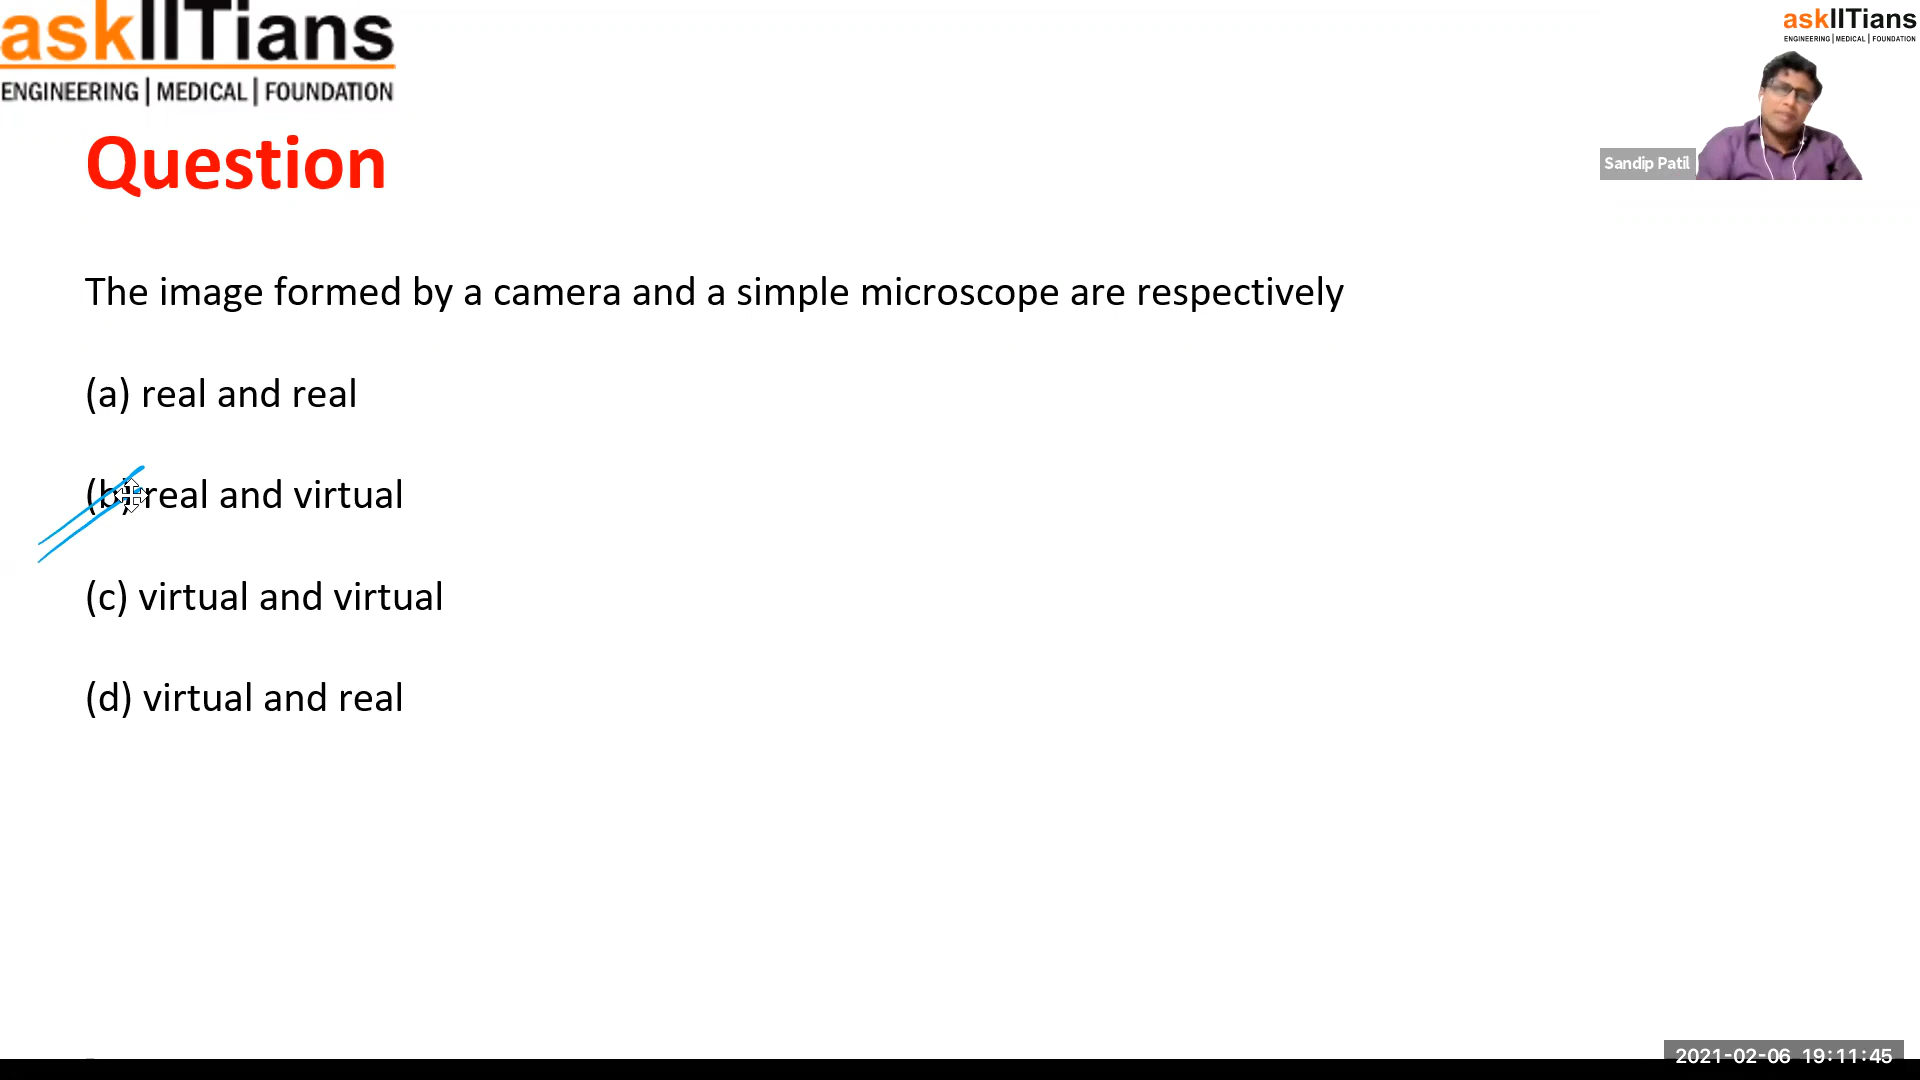 askIITians
ENGINEERING | MEDICAL | FOUNDATION
askIITians
ENGINEERING | MEDICAL | FOUNDATION
Sandip Patil
Question
The image formed by a camera and a simple microscope are respectively
(a) real and real
(b) real and virtual
(c) virtual and virtual
(d) virtual and real
2021-02-06 19:11:45